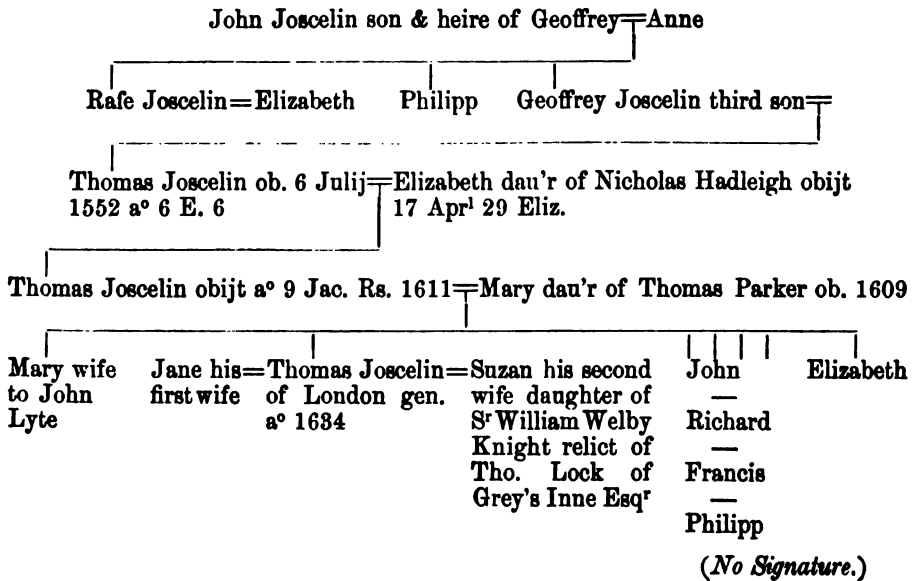 John Joscelin son & heire of Geoffrey=Anne
Rafe Joscelin=Elizabeth Philipp Geoffrey Joscelin third son=
Thomas Joscelin ob. 6 Julij=Elizabeth dau'r of Nicholas Hadleigh obijt
1552 aᵒ 6 E. 6 17 Aprˡ 29 Eliz.
Thomas Joscelin obijt aᵒ 9 Jac. Rs. 1611=Mary dau'r of Thomas Parker ob. 1609
Mary wife
to John
Lyte
Jane his=
first wife
Thomas Joscelin=
of London gen.
aᵒ 1634
Suzan his second
wife daughter of
Sʳ William Welby
Knight relict of
Tho. Lock of
Grey's Inne Esqʳ
John
—
Richard
—
Francis
—
Philipp
Elizabeth
(No Signature.)